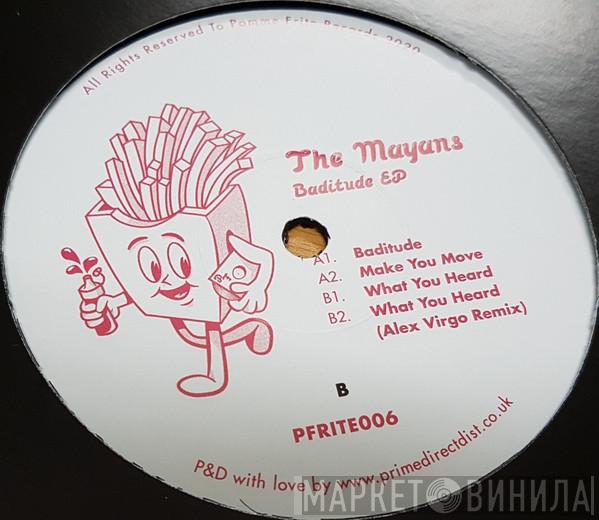 All Rights Reserved To Pomme Frite Records 2020
The Mayans
Baditude EP
A1. Baditude
A2. Make You Move
B1. What You Heard
B2. What You Heard
(Alex Virgo Remix)
B
PFRITE006
P&D with love by www.primedirectdist.co.uk
МАРКЕТ ВИНИЛА